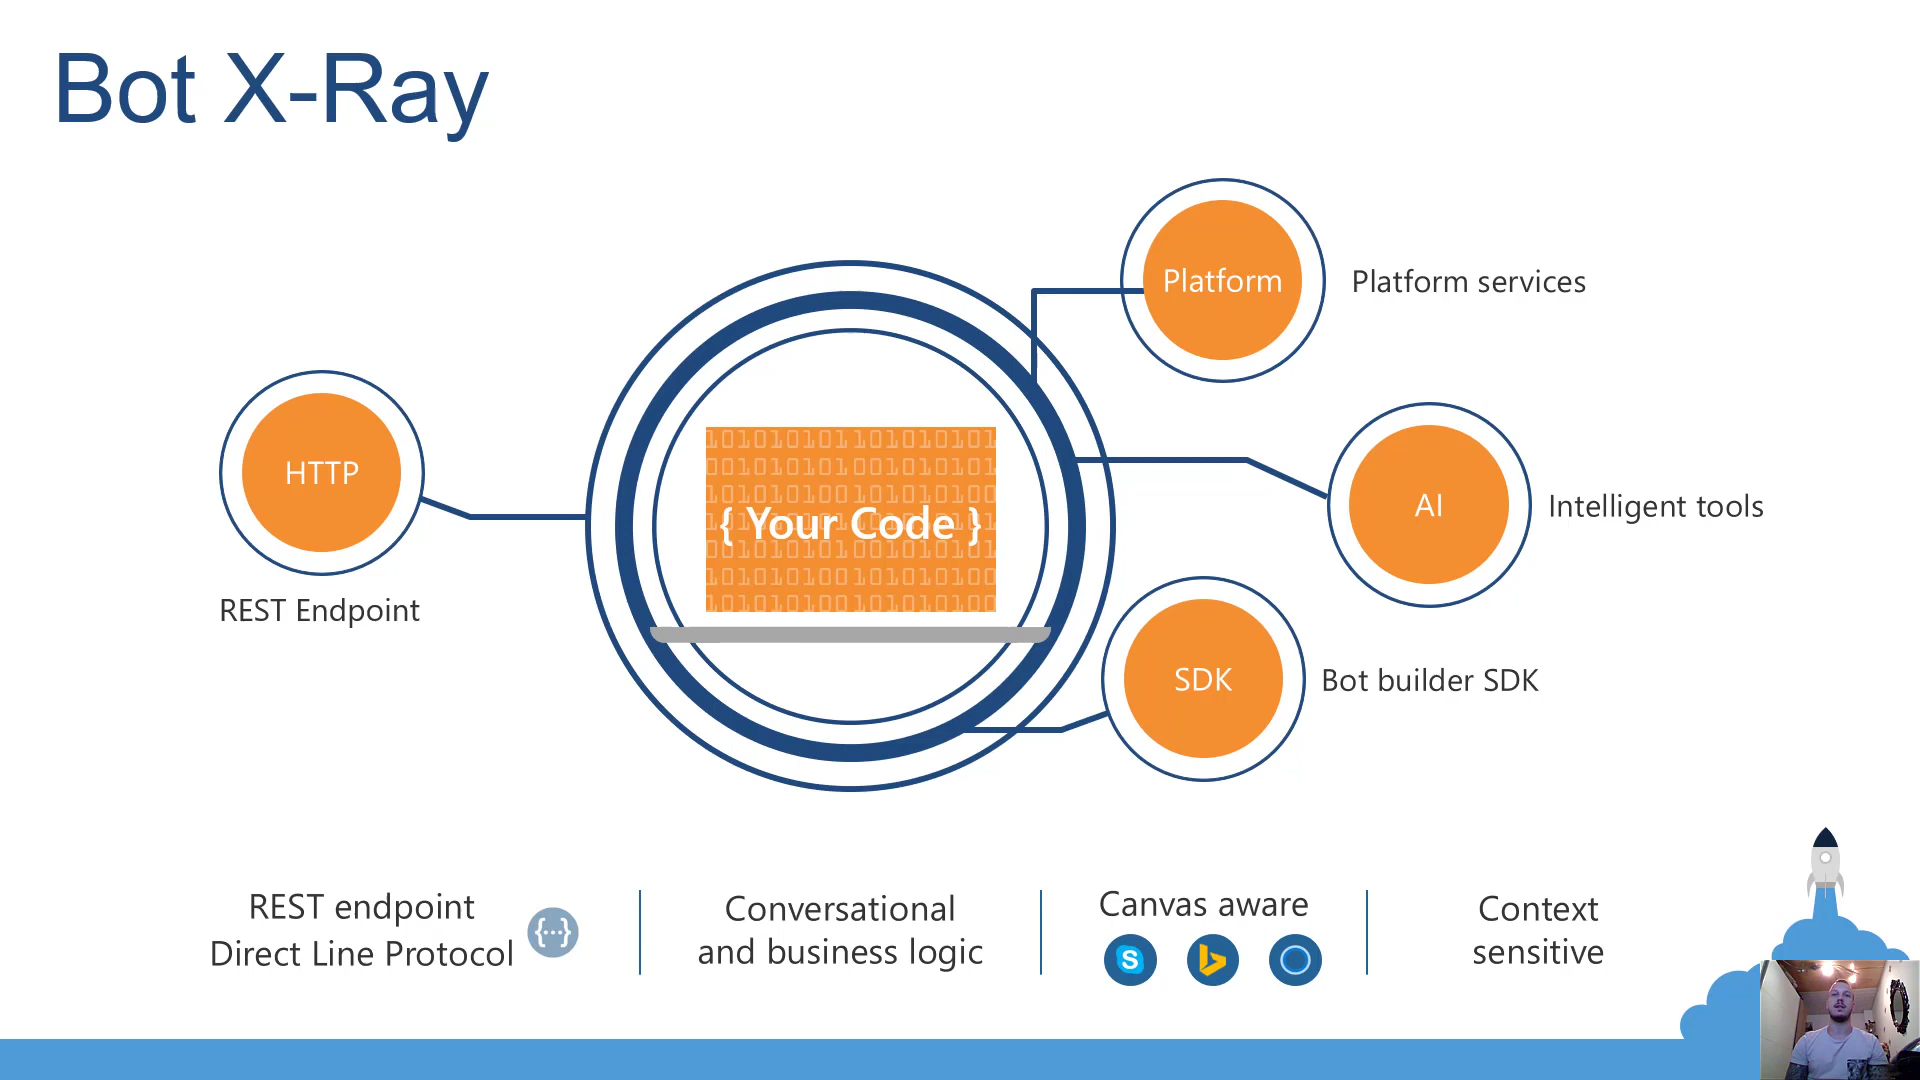 Bot X-Ray
Platform
Platform services
HTTP
REST Endpoint
{ Your Code }
AI
Intelligent tools
SDK
Bot builder SDK
REST endpoint
Direct Line Protocol
{...}
Conversational
and business logic
Canvas aware
S
Context
sensitive